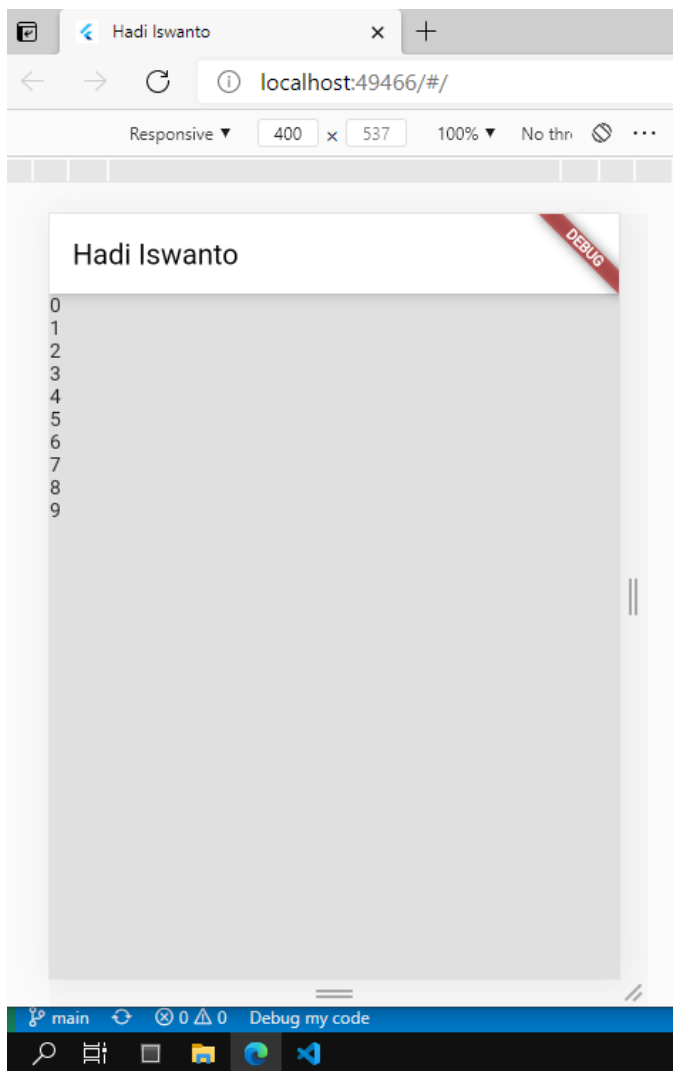 Hadi Iswanto
localhost:49466/#/
Responsive ▼ 400 x 537 100% ▼ No thr
Hadi Iswanto
DEBUG
0
1
2
3
4
5
6
7
8
9
main 0 0 Debug my code